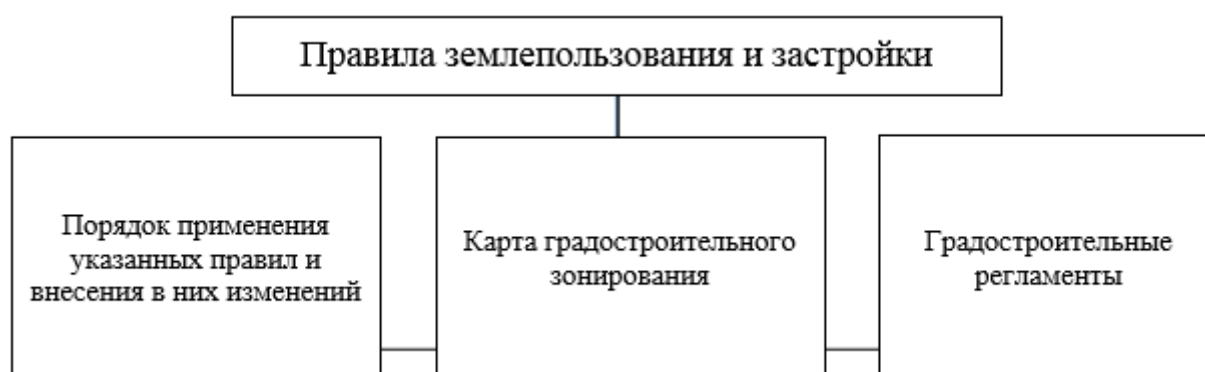 Правила землепользования и застройки
Порядок применения
указанных правил и
внесения в них изменений
Карта градостроительного
зонирования
Градостроительные
регламенты